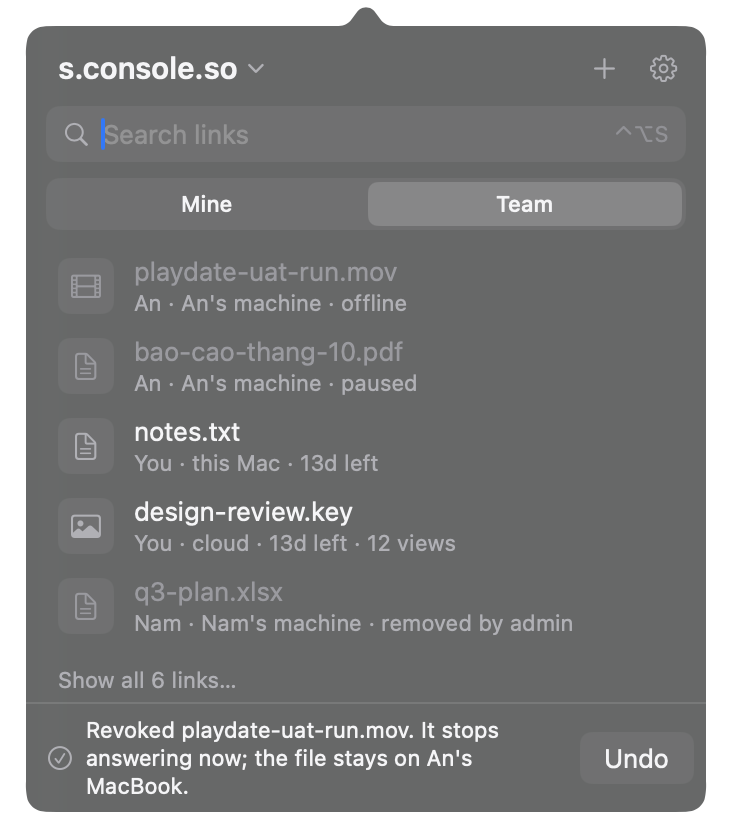 s.console.so
Search links
^⌥S
Mine
Team
playdate-uat-run.mov
An · An's machine · offline
bao-cao-thang-10.pdf
An · An's machine · paused
notes.txt
You · this Mac · 13d left
design-review.key
You · cloud · 13d left · 12 views
q3-plan.xlsx
Nam · Nam's machine · removed by admin
Show all 6 links...
Revoked playdate-uat-run.mov. It stops
answering now; the file stays on An's
MacBook.
Undo